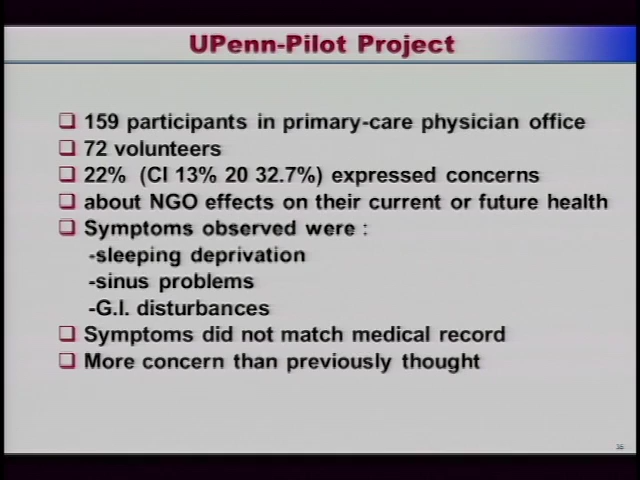 UPenn-Pilot Project
159 participants in primary-care physician office
72 volunteers
22% (CI 13% 20 32.7%) expressed concerns
about NGO effects on their current or future health
Symptoms observed were :
-sleeping deprivation
-sinus problems
-G.I. disturbances
Symptoms did not match medical record
More concern than previously thought
36